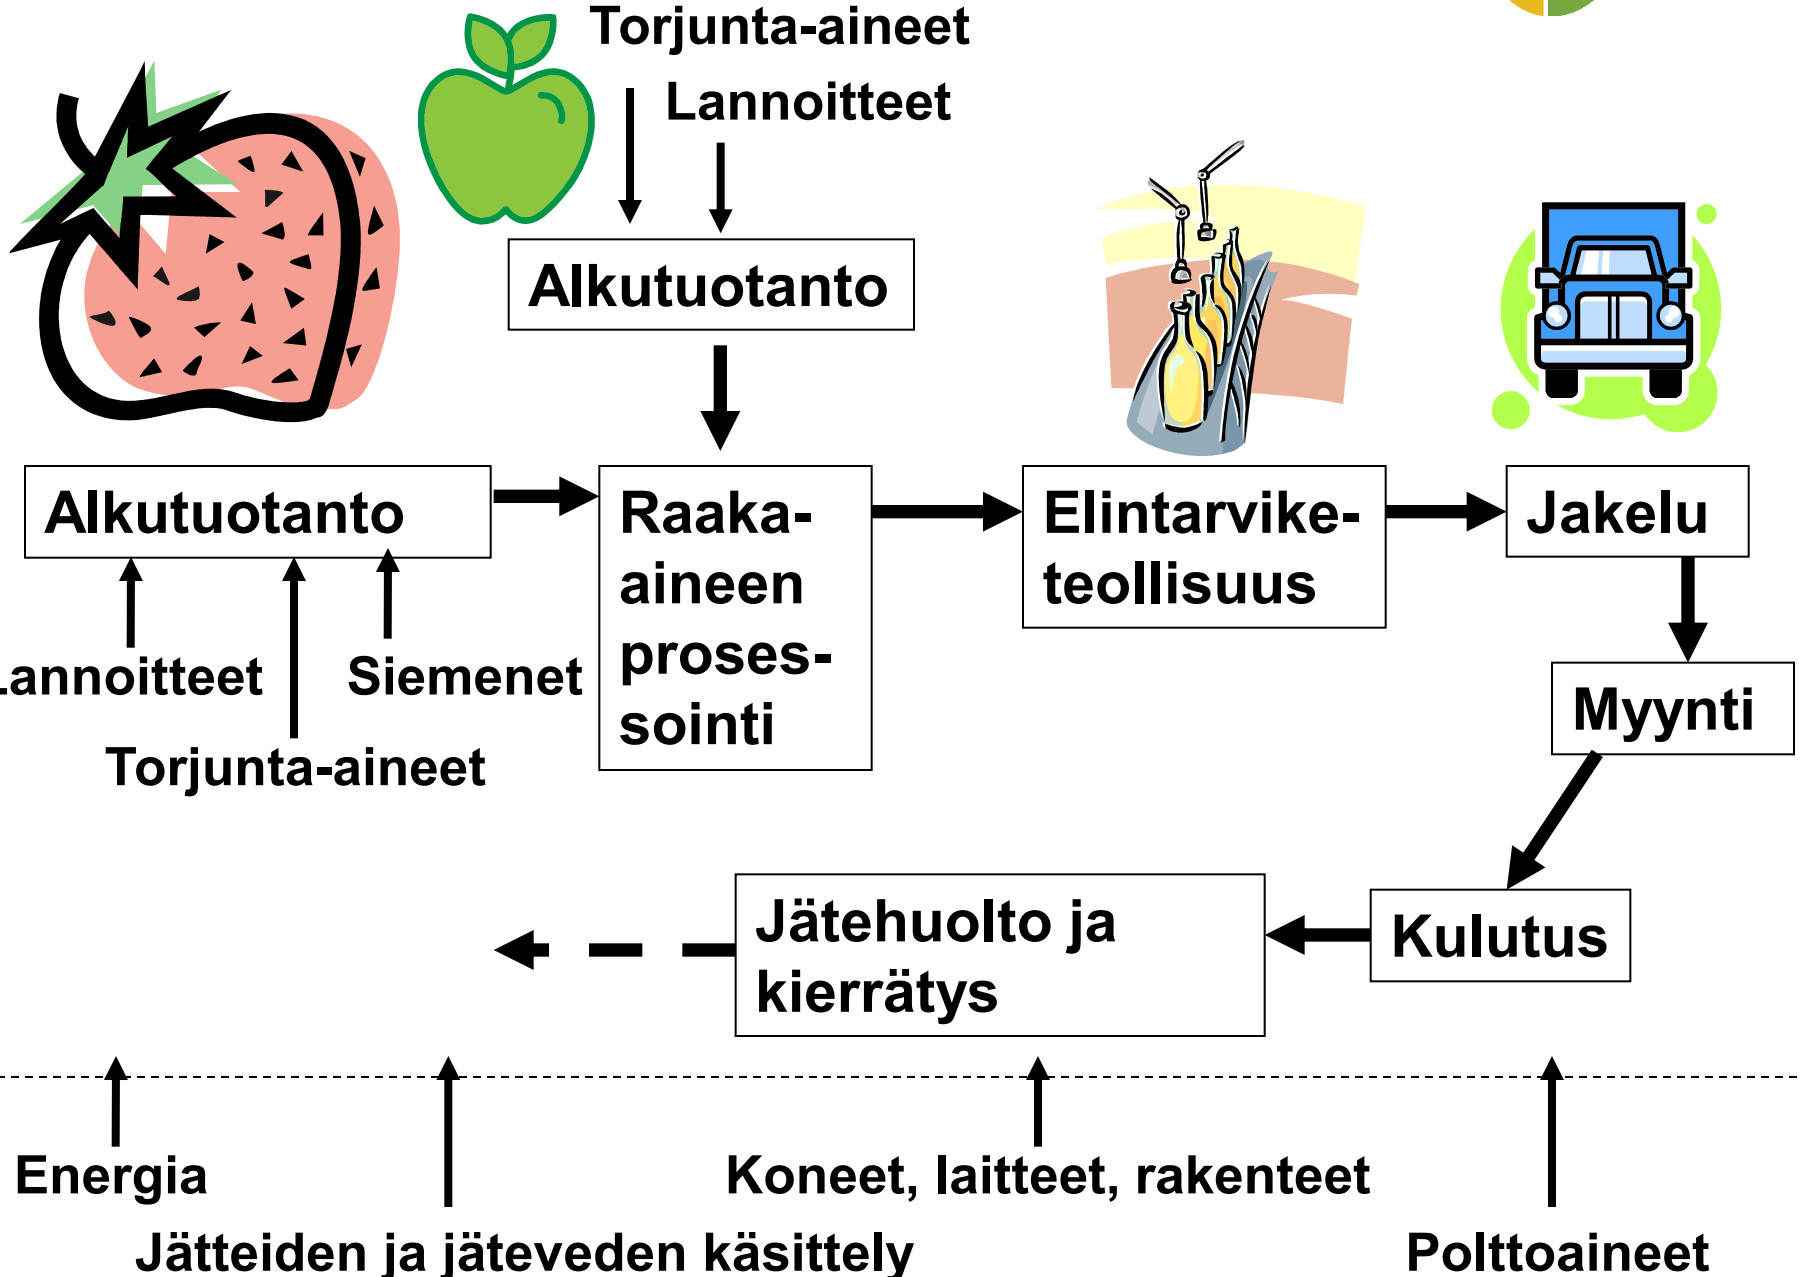 Torjunta-aineet
Lannoitteet
Alkutuotanto
Alkutuotanto
Raaka-
aineen
proses-
sointi
Elintarvike-
teollisuus
Jakelu
Lannoitteet
Siemenet
Torjunta-aineet
Myynti
Jätehuolto ja
kierrätys
Kulutus
Energia
Koneet, laitteet, rakenteet
Jätteiden ja jäteveden käsittely
Polttoaineet